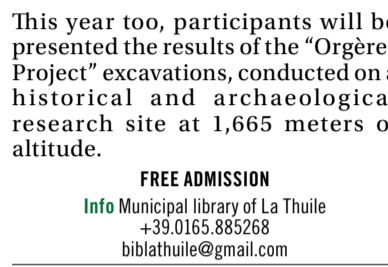 This year too, participants will be
presented the results of the “Orgère
Project” excavations, conducted on a
historical and archaeologica
research site at 1,665 meters o
altitude.
FREE ADMISSION
Info Municipal library of La Thuile
+39.0165.885268
biblathuile@gmail.com